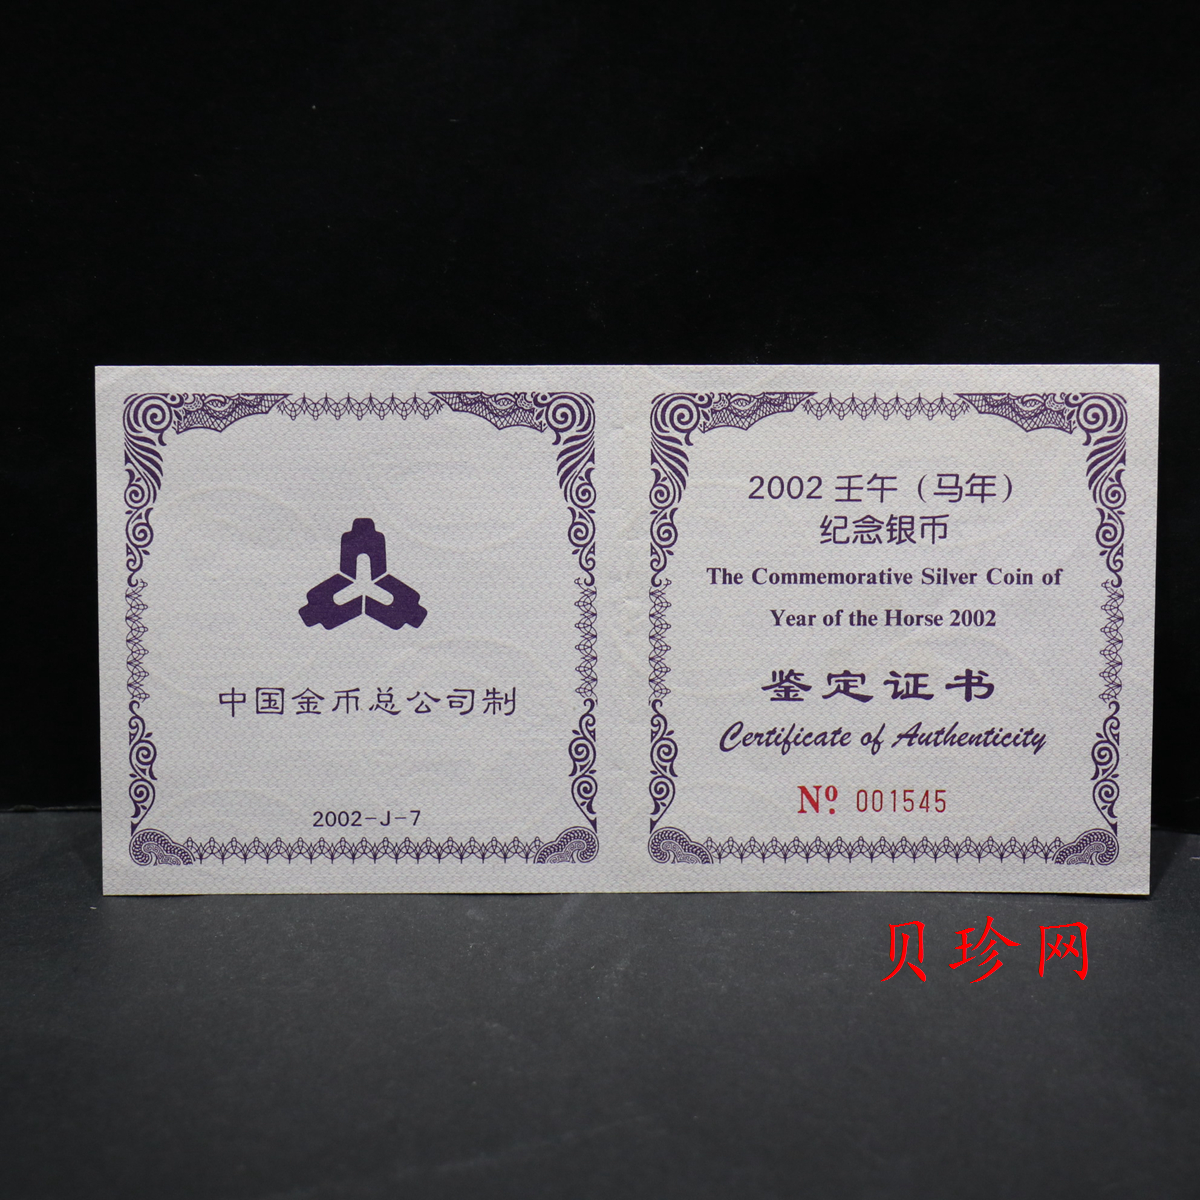 中国金币总公司制
2002-J-7
2002 壬午（马年）
纪念银币
The Commemorative Silver Coin of
Year of the Horse 2002
鉴定证书
Certificate of Authenticity
Nº. 001545
贝珍网